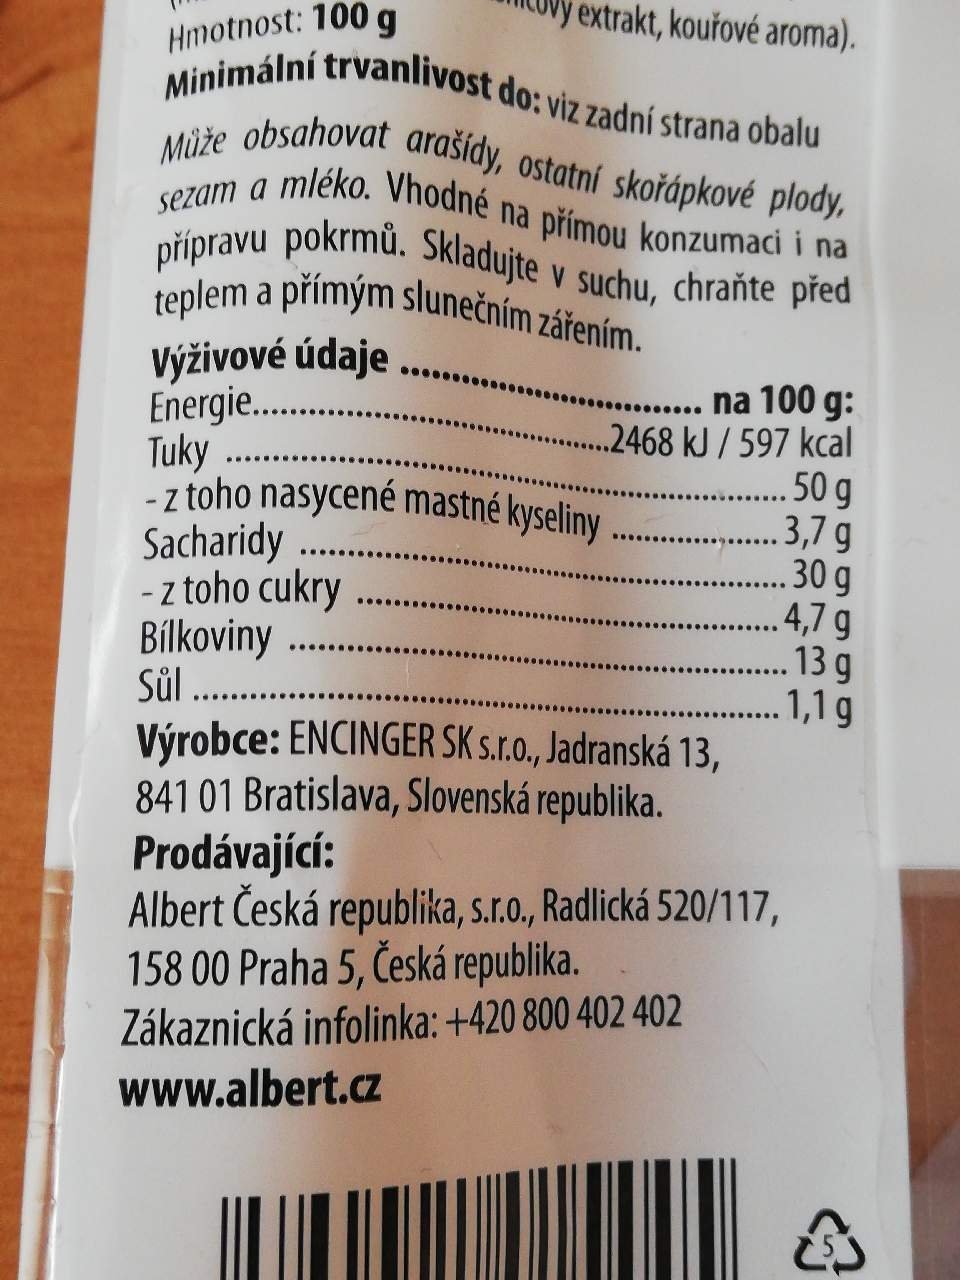 extrakt, kouřové aroma).
Hmotnost: 100 g
Minimální trvanlivost do: viz zadní strana obalu
Může obsahovat arašídy, ostatní skořápkové plody,
sezam a mléko. Vhodné na přímou konzumaci i na
přípravu pokrmů. Skladujte v suchu, chraňte před
teplem a přímým slunečním zářením.
Výživové údaje .......................... na 100 g:
Energie..........................2468 kJ / 597 kcal
Tuky .......................... 50 g
- z toho nasycené mastné kyseliny .................. 3,7 g
Sacharidy .......................... 30 g
- z toho cukry .......................... 4,7 g
Bílkoviny .......................... 13 g
Sůl .......................... 1,1 g
Výrobce: ENCINGER SK s.r.o., Jadranská 13,
841 01 Bratislava, Slovenská republika.
Prodávající:
Albert Česká republika, s.r.o., Radlická 520/117,
158 00 Praha 5, Česká republika.
Zákaznická infolinka: +420 800 402 402
www.albert.cz
5